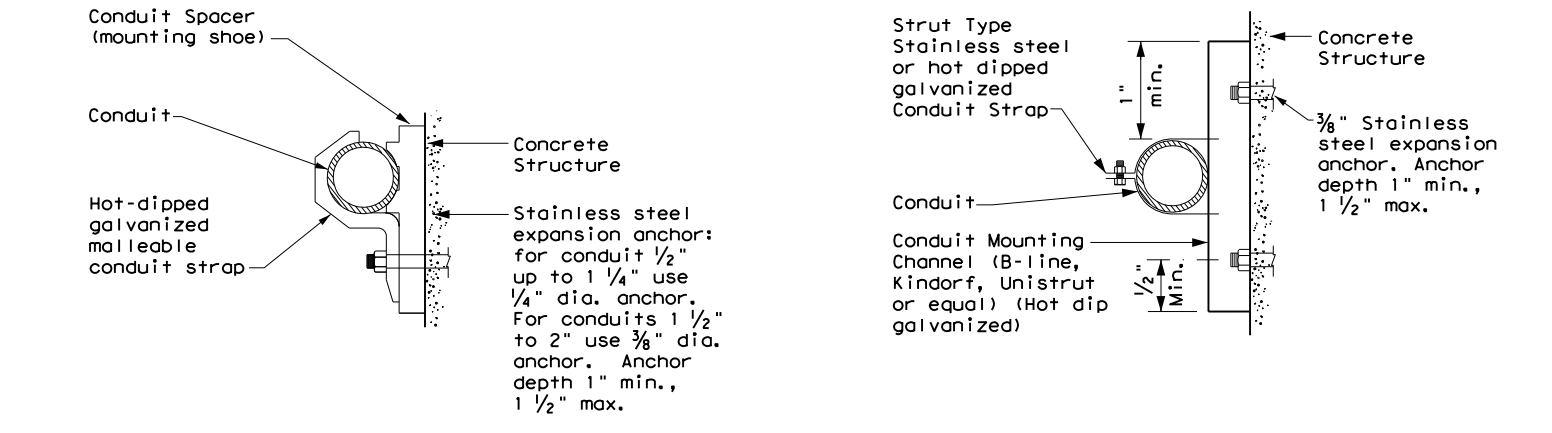 Conduit Spacer
(mounting shoe)
Conduit
Hot-dipped
galvanized
malleable
conduit strap
Concrete
Structure
Stainless steel
expansion anchor:
for conduit 1/2"
up to 1 1/4" use
1/4" dia. anchor.
For conduits 1 1/2"
to 2" use 3/8" dia.
anchor. Anchor
depth 1" min.,
1 1/2" max.
Strut Type
Stainless steel
or hot dipped
galvanized
Conduit Strap
1"
min.
Conduit
Conduit Mounting
Channel (B-line,
Kindorf, Unistrut
or equal) (Hot dip
galvanized)
1/2"
Min.
Concrete
Structure
3/8" Stainless
steel expansion
anchor. Anchor
depth 1" min.,
1 1/2" max.